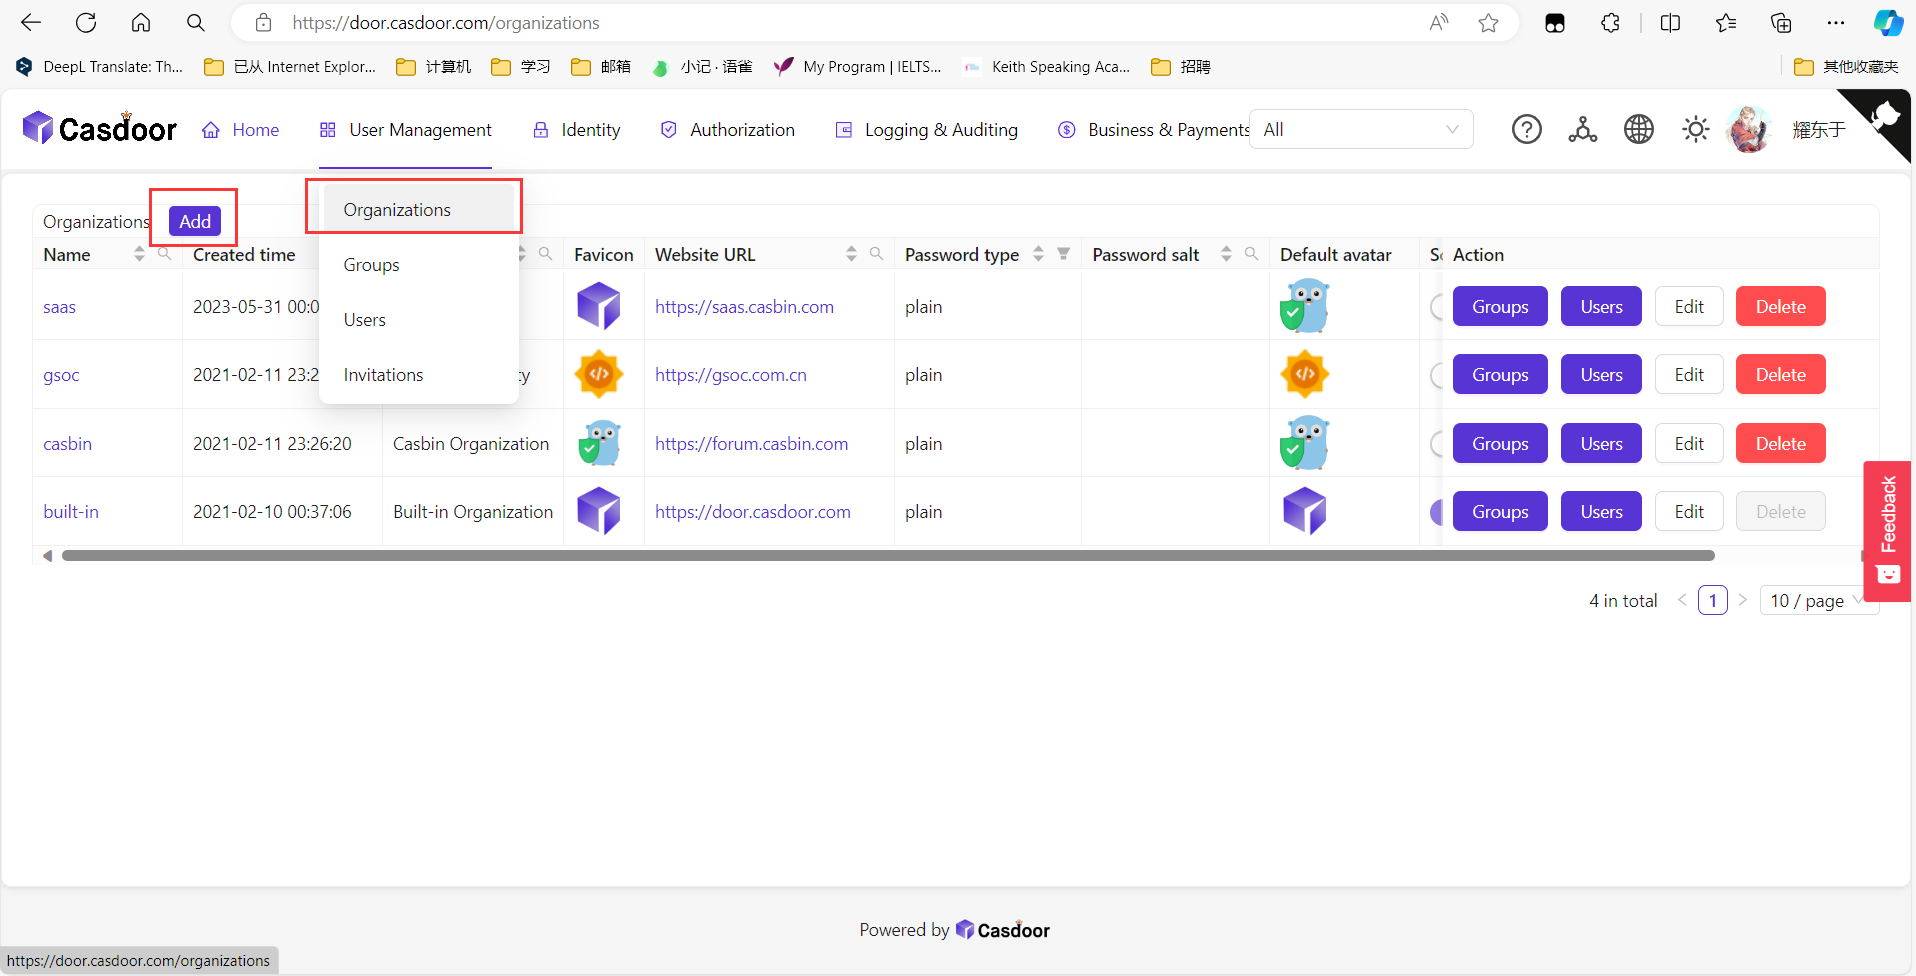 https://door.casdoor.com/organizations
DeepL Translate: Th... 已从 Internet Explor... 计算机 学习 邮箱 小记 · 语雀 My Program | IELTS... Keith Speaking Aca... 招聘 其他收藏夹
Casdoor Home User Management Identity Authorization Logging & Auditing Business & Payments All 耀东于
Organizations
Groups
Users
Invitations
Organizations Add
Name Created time Favicon Website URL Password type Password salt Default avatar Action
saas 2023-05-31 00:0 https://saas.casbin.com plain Groups Users Edit Delete
gsoc 2021-02-11 23:2 ty https://gsoc.com.cn plain Groups Users Edit Delete
casbin 2021-02-11 23:26:20 Casbin Organization https://forum.casbin.com plain Groups Users Edit Delete
built-in 2021-02-10 00:37:06 Built-in Organization https://door.casdoor.com plain Groups Users Edit Delete
Feedback
4 in total 1 10 / page
Powered by Casdoor
https://door.casdoor.com/organizations